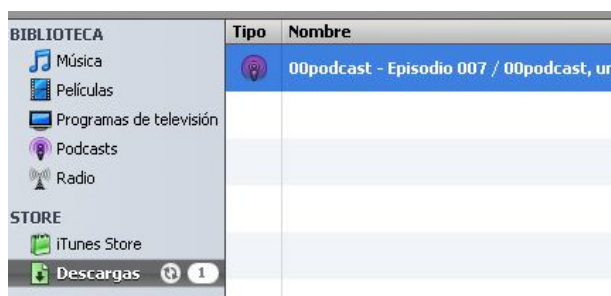 BIBLIOTECA
Música
Películas
Programas de televisión
Podcasts
Radio
STORE
iTunes Store
Descargas 1
Tipo Nombre
00podcast - Episodio 007 / 00podcast,